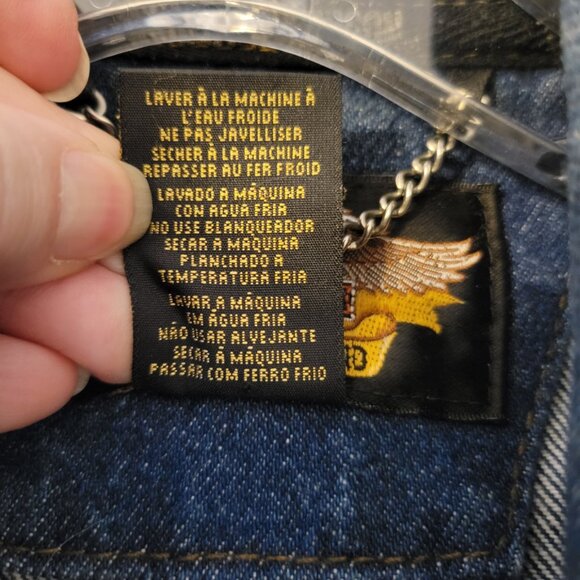 LAVER À LA MACHINE À
L'EAU FROIDE
NE PAS JAVELLISER
SECHER À LA MACHINE
REPASSER AU FER FROID
LAVADO A MÁQUINA
CON AGUA FRIA
NO USE BLANQUEADOR
SECAR A MAQUINA
PLANCHADO A
TEMPERATURA FRIA
LAVAR A MÁQUINA
EM ÁGUA FRIA
NÃO USAR ALVEJANTE
SECAR À MÁQUINA
PASSAR COM FERRO FRIO